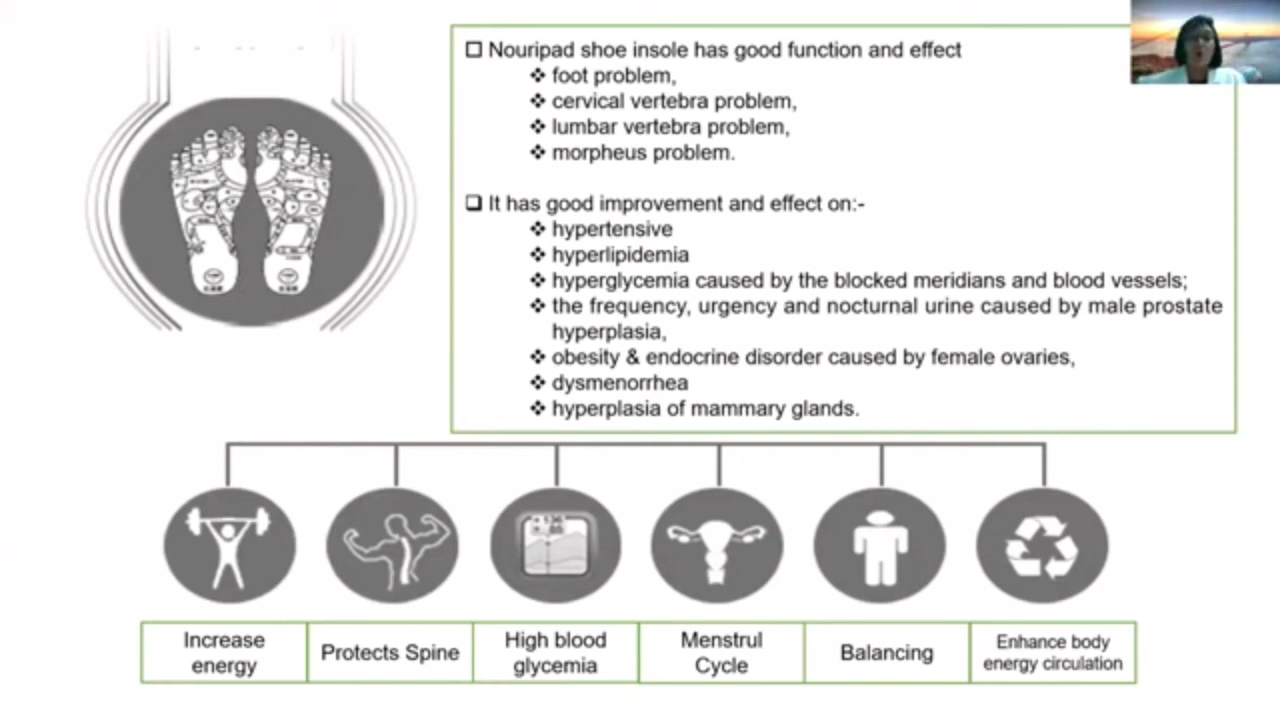 Nouripad shoe insole has good function and effect
foot problem,
cervical vertebra problem,
lumbar vertebra problem,
morpheus problem.
It has good improvement and effect on:-
hypertensive
hyperlipidemia
hyperglycemia caused by the blocked meridians and blood vessels;
the frequency, urgency and nocturnal urine caused by male prostate
hyperplasia,
obesity & endocrine disorder caused by female ovaries,
dysmenorrhea
hyperplasia of mammary glands.
Increase
energy
Protects Spine
High blood
glycemia
Menstrul
Cycle
Balancing
Enhance body
energy circulation